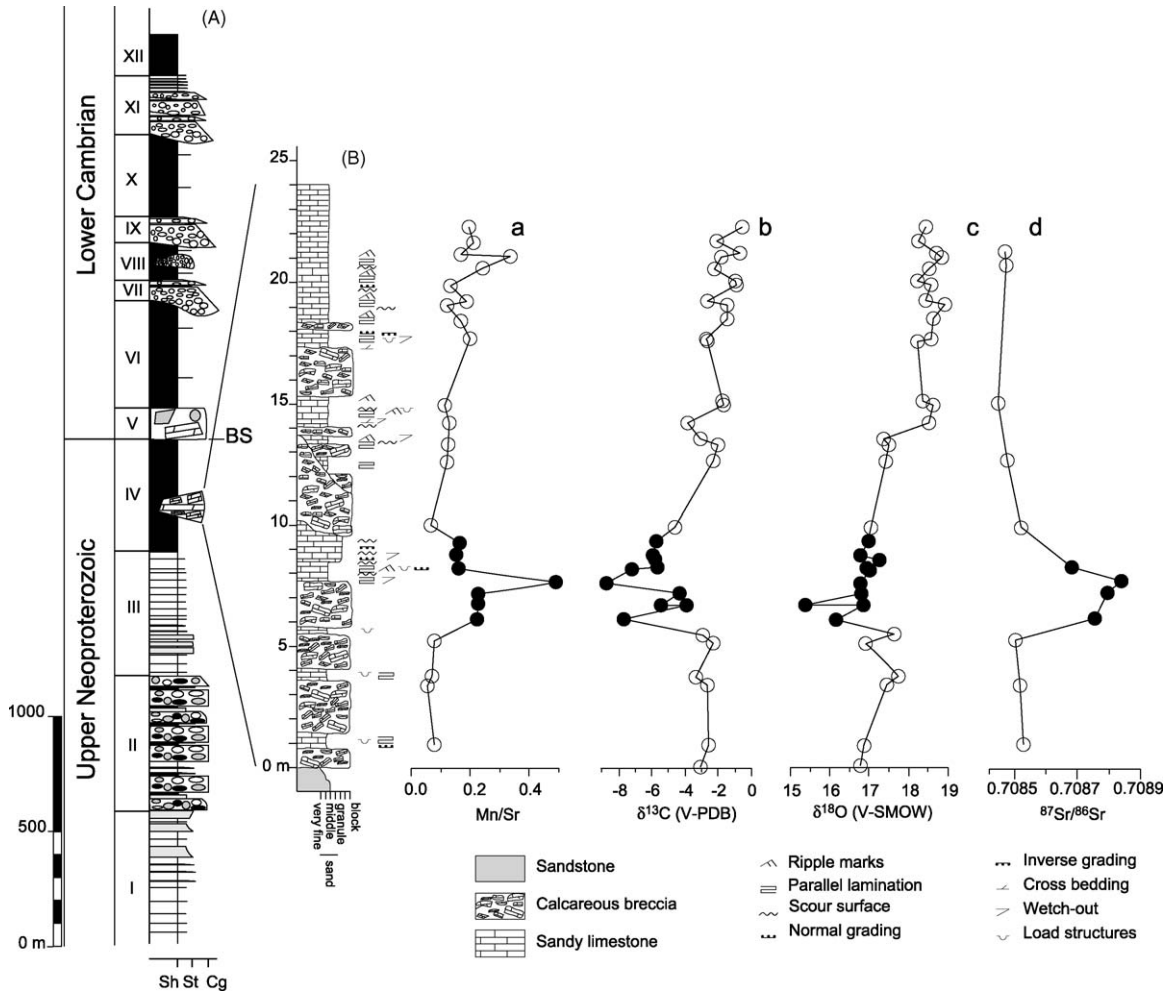 (A)
Lower Cambrian
Upper Neoproterozoic
XII
XI
X
IX
VIII
VII
VI
V
IV
III
II
I
BS
1000
500
0 m
Sh St Cg
(B)
25
20
15
10
5
0 m
very fine
middle
granule
block
sand
a
0.0 0.2 0.4
Mn/Sr
b
-8 -6 -4 -2 0
δ13C (V-PDB)
c
15 16 17 18 19
δ18O (V-SMOW)
d
0.7085 0.7087 0.7089
87Sr/86Sr
Sandstone
Calcareous breccia
Sandy limestone
Ripple marks
Parallel lamination
Scour surface
Normal grading
Inverse grading
Cross bedding
Wetch-out
Load structures